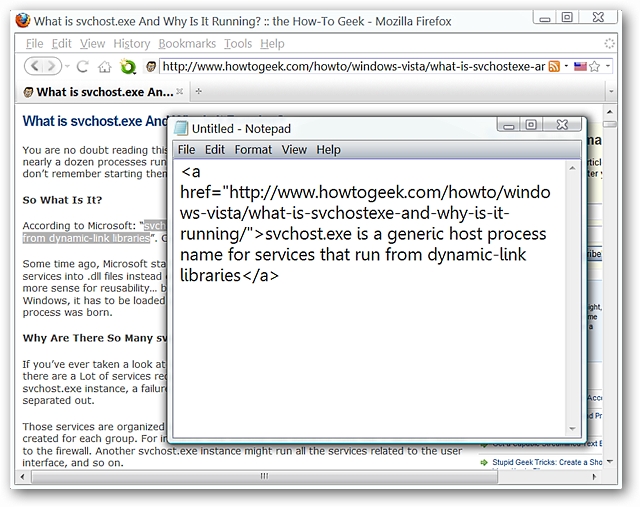 What is svchost.exe And Why Is It Running? :: the How-To Geek - Mozilla Firefox
File Edit View History Bookmarks Tools Help
http://www.howtogeek.com/howto/windows-vista/what-is-svchostexe-ar
What is svchost.exe An...
What is svchost.exe And
You are no doubt reading this
nearly a dozen processes run
don't remember starting then
So What Is It?
According to Microsoft: "svch
from dynamic-link libraries". G
Some time ago, Microsoft sta
services into .dll files instead
more sense for reusability... b
Windows, it has to be loaded
process was born.
Why Are There So Many sv
If you've ever taken a look at
there are a Lot of services rec
svchost.exe instance, a failure
separated out.
Those services are organized
created for each group. For in
to the firewall. Another svchost.exe instance might run all the services related to the user
interface, and so on.
Untitled - Notepad
File Edit Format View Help
<a
href="http://www.howtogeek.com/howto/windo
ws-vista/what-is-svchostexe-and-why-is-it-
running/">svchost.exe is a generic host process
name for services that run from dynamic-link
libraries</a>
Stupid Geek Tricks: Create a Sho